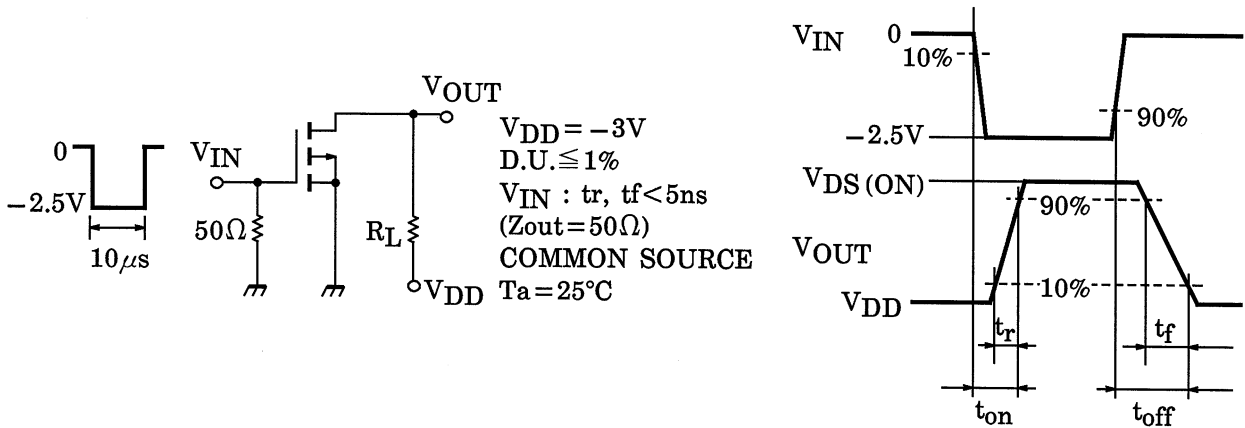 0
-2.5V
10μs
VIN
50Ω
VOUT
RL
VDD
VDD = -3V
D.U. ≦ 1%
VIN : tr, tf < 5ns
(Zout = 50Ω)
COMMON SOURCE
Ta = 25°C
VIN
0
10%
90%
-2.5V
VDS (ON)
90%
VOUT
10%
VDD
tr
tf
ton
toff